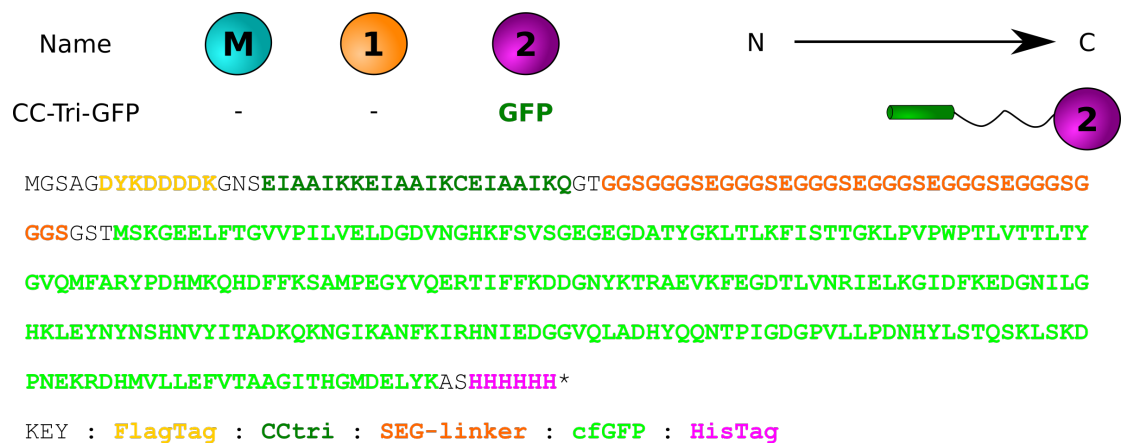 Name M 1 2 N C
CC-Tri-GFP - - GFP 2
MGSAGDYKDDDDKGNSEIAAIKKEIAAIKCEIAAIKQGTGGSGGGSEGGGSEGGGSEGGGSEGGGSEGGGSG
GGSGSTMSKGEELFTGVVPILVELDGDVNGHKFSVSGEGEGDATYGKLTLKFISTTGKLPVPWPTLVTTLTY
GVQMFARYPDHMKQHDFFKSAMPEGYVQERTIFFKDDGNYKTRAEVKFEGDTLVNRIELKGIDFKEDGNILG
HKLEYNYNSHNVYITADKQKNGIKANFKIRHNIEDGGVQLADHYQQNTPIGDGPVLLPDNHYLSTQSKLSKD
PNEKRDHMVLLEFVTAAGITHGMDELYKASHHHHHH*
KEY : FlagTag : CCtri : SEG-linker : cfGFP : HisTag